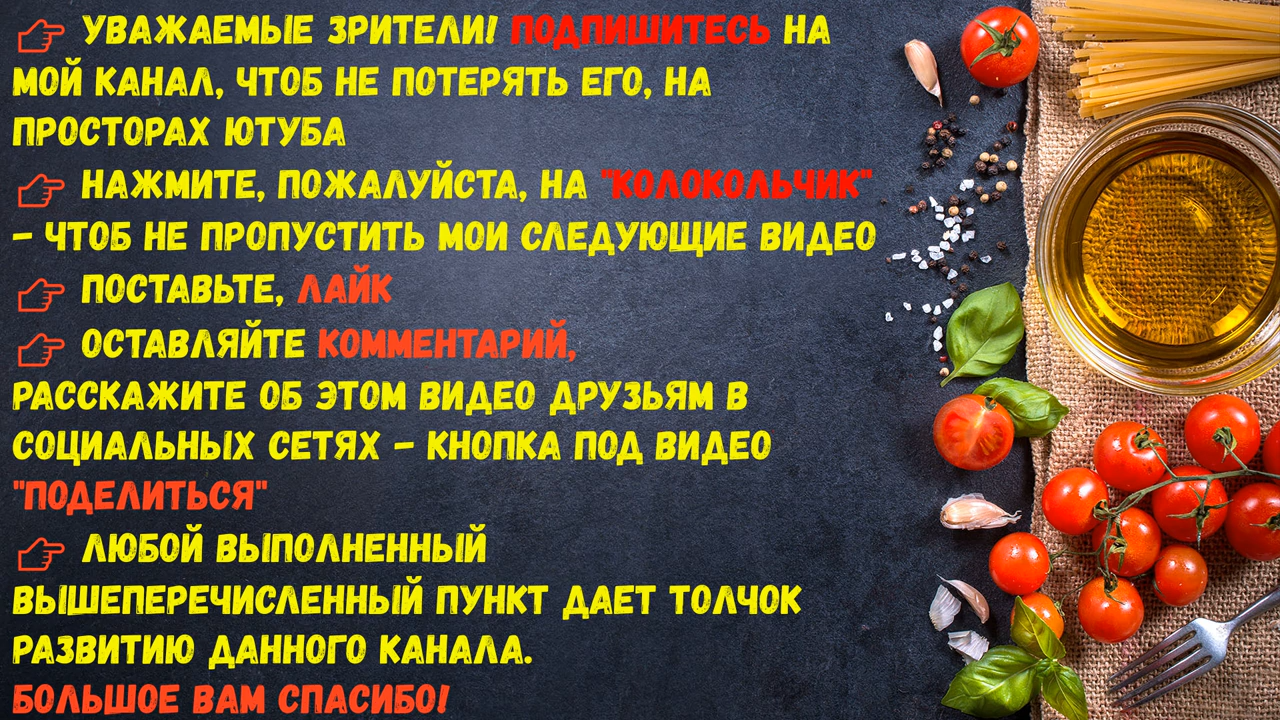 УВАЖАЕМЫЕ ЗРИТЕЛИ! ПОДПИШИТЕСЬ НА
МОЙ КАНАЛ, ЧТОБ НЕ ПОТЕРЯТЬ ЕГО, НА
ПРОСТОРАХ ЮТУБА
НАЖМИТЕ, ПОЖАЛУЙСТА, НА "КОЛОКОЛЬЧИК"
- ЧТОБ НЕ ПРОПУСТИТЬ МОИ СЛЕДУЮЩИЕ ВИДЕО
ПОСТАВЬТЕ, ЛАЙК
ОСТАВЛЯЙТЕ КОММЕНТАРИЙ,
РАССКАЖИТЕ ОБ ЭТОМ ВИДЕО ДРУЗЬЯМ В
СОЦИАЛЬНЫХ СЕТЯХ - КНОПКА ПОД ВИДЕО
"ПОДЕЛИТЬСЯ"
ЛЮБОЙ ВЫПОЛНЕННЫЙ
ВЫШЕПЕРЕЧИСЛЕННЫЙ ПУНКТ ДАЕТ ТОЛЧОК
РАЗВИТИЮ ДАННОГО КАНАЛА.
БОЛЬШОЕ ВАМ СПАСИБО!